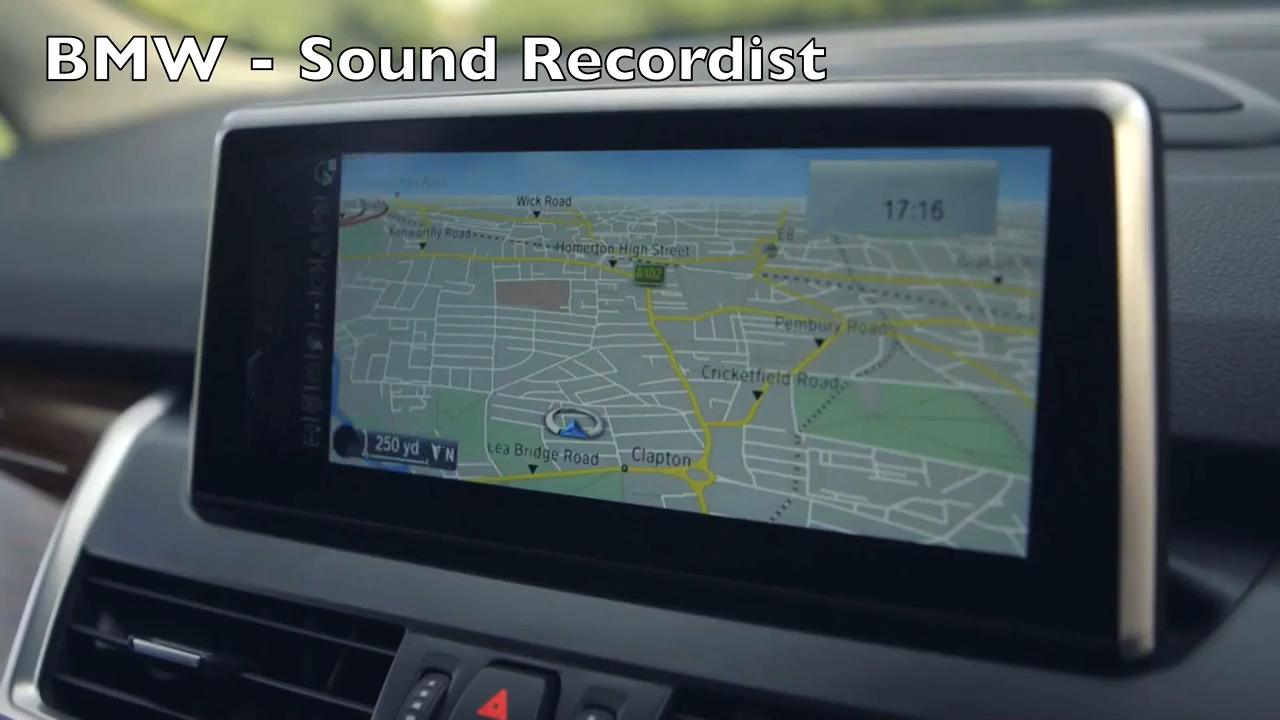 BMW - Sound Recordist
Wick Road
17:16
Kenworthy Road
Homerton High Street
E8
A102
Pembury Road
Cricketfield Road
250 yd
N
Lea Bridge Road
Clapton